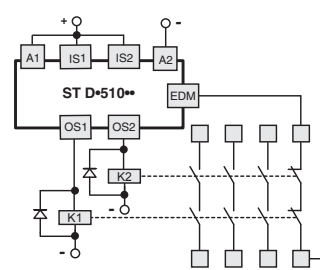 +
-
A1 IS1 IS2 A2
ST D•510••
EDM
OS1 OS2
K2
-
K1
-